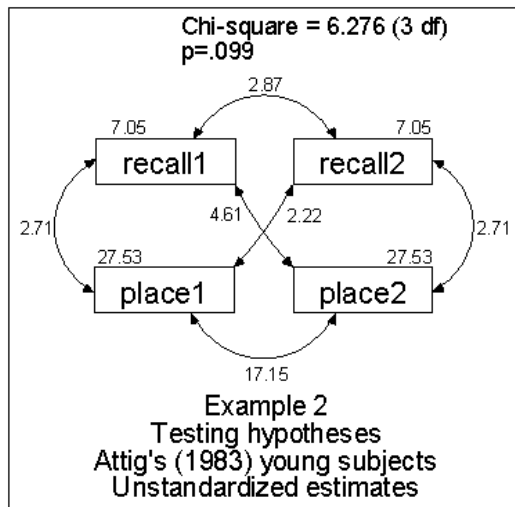 Chi-square = 6.276 (3 df)
p=.099
2.87
7.05
7.05
recall1
recall2
4.61
2.22
2.71
2.71
27.53
27.53
place1
place2
17.15
Example 2
Testing hypotheses
Attig's (1983) young subjects
Unstandardized estimates